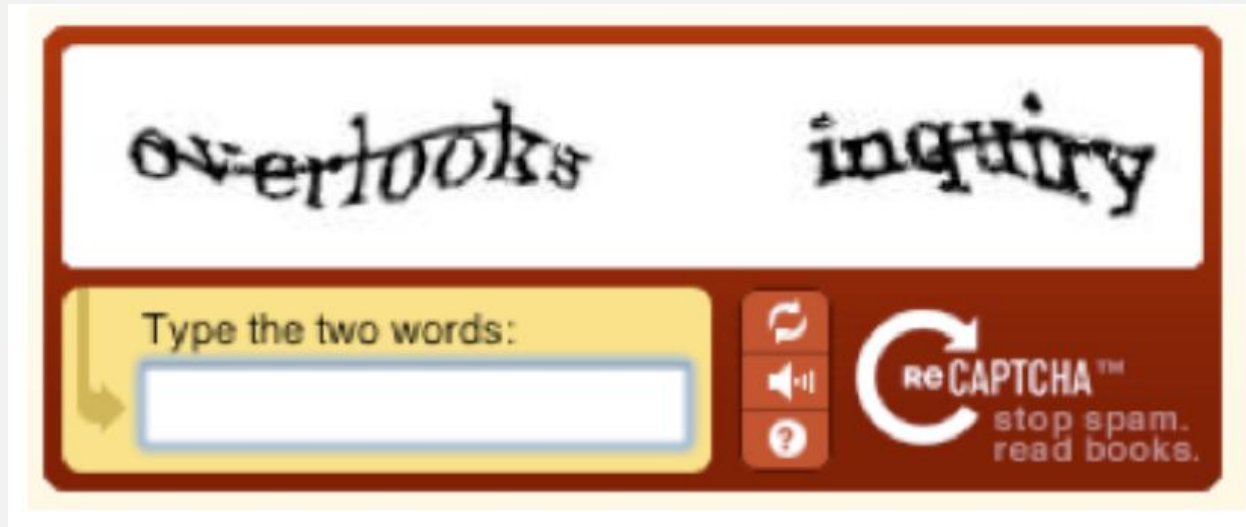 overlooks inquiry
Type the two words:
ReCAPTCHA™
stop spam.
read books.